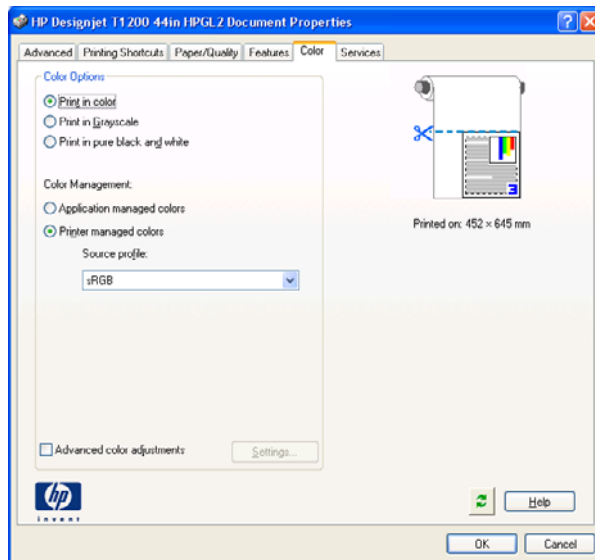 HP Designjet T1200 44in HPGL2 Document Properties
Advanced Printing Shortcuts Paper/Quality Features Color Services
Color Options
Print in color
Print in Grayscale
Print in pure black and white
Color Management:
Application managed colors
Printer managed colors
Source profile:
sRGB
Printed on: 452 × 645 mm
3
Advanced color adjustments
Settings...
hp
invent
Help
OK Cancel